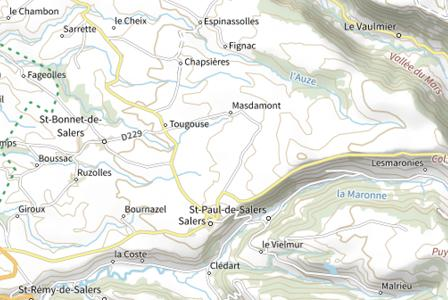 le Chambon
le Cheix
Espinassolles
Sarrette
le Vaulmier
Fignac
Chapsières
Vallée du Mars
Fageolles
l'Auze
Masdamont
St-Bonnet-de-
Salers
D229
Tougouse
Boussac
Lesmaronies
Ruzolles
la Maronne
Giroux
Bournazel
St-Paul-de-Salers
Salers
le Vielmur
la Coste
Clédart
St-Rémy-de-Salers
Malrieu